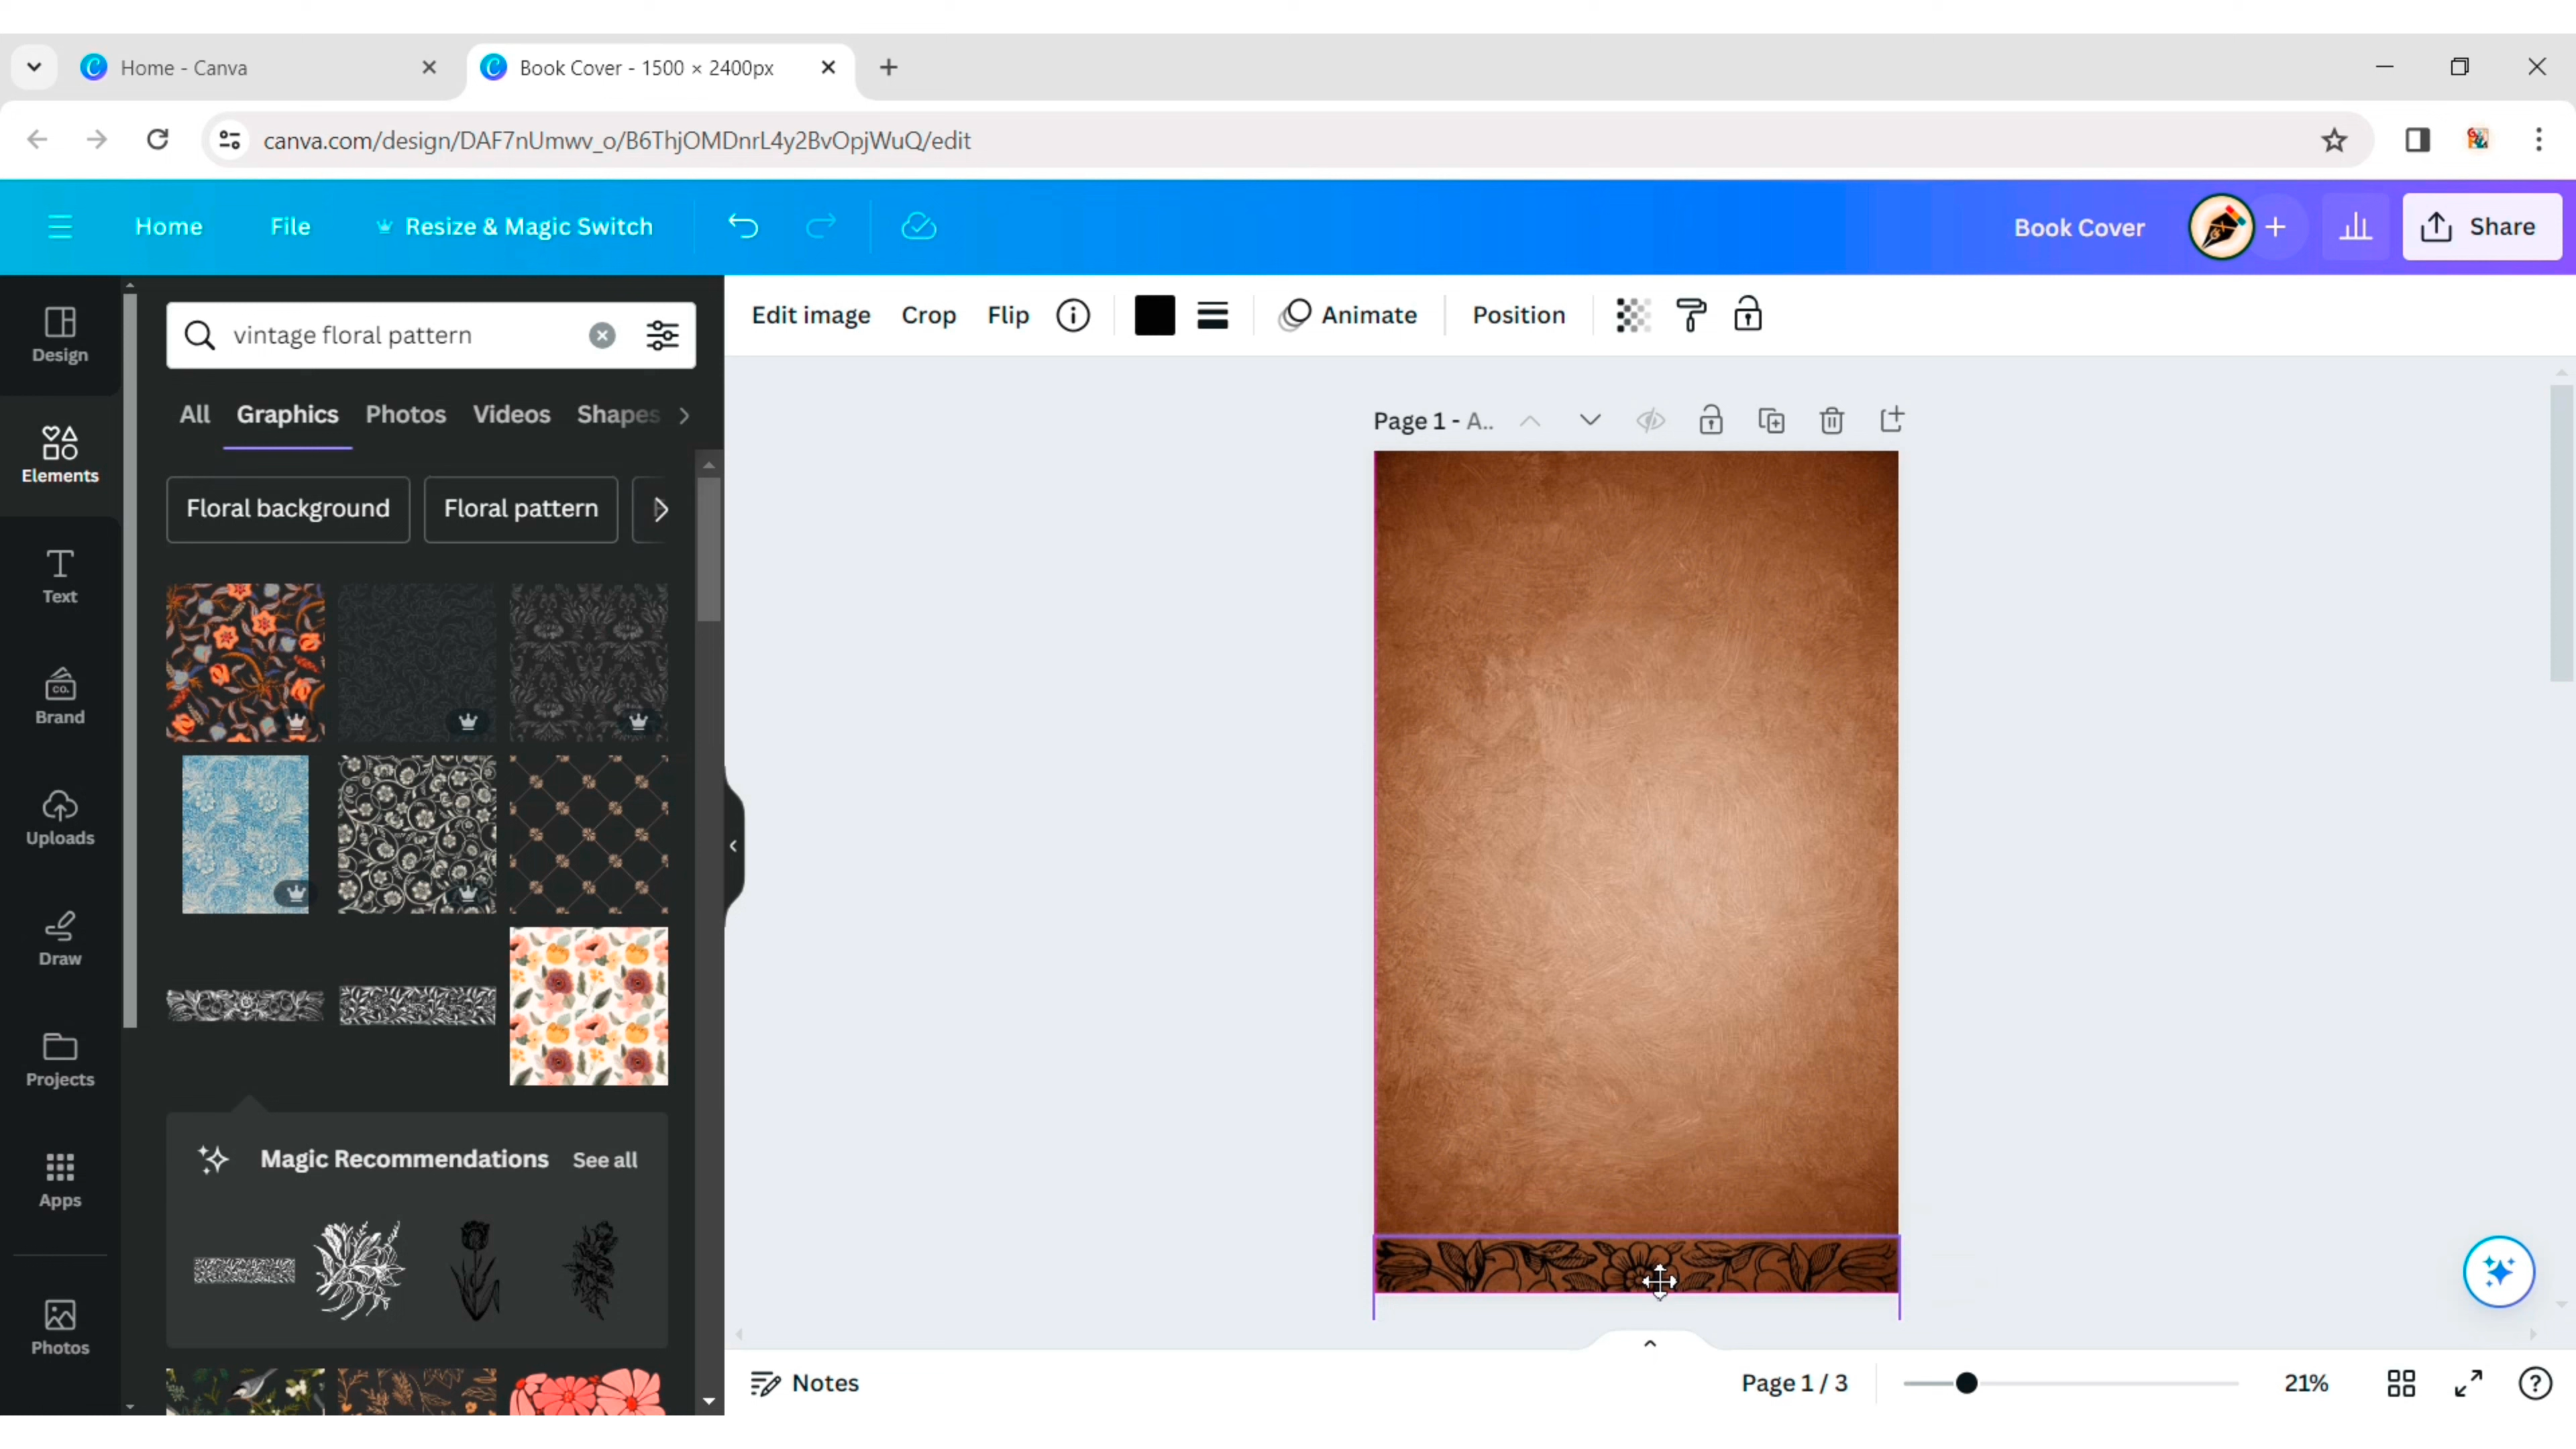 Home - Canva
Book Cover - 1500 × 2400px
canva.com/design/DAF7nUmwv_o/B6ThjOMDnrL4y2BvOpjWuQ/edit
Home
File
Resize & Magic Switch
Book Cover
Share
Design
Elements
Text
CO.
Brand
Uploads
Draw
Projects
Apps
Photos
vintage floral pattern
All
Graphics
Photos
Videos
Shapes
Floral background
Floral pattern
Magic Recommendations
See all
Edit image
Crop
Flip
Animate
Position
Page 1 - A..
Notes
Page 1 / 3
21%